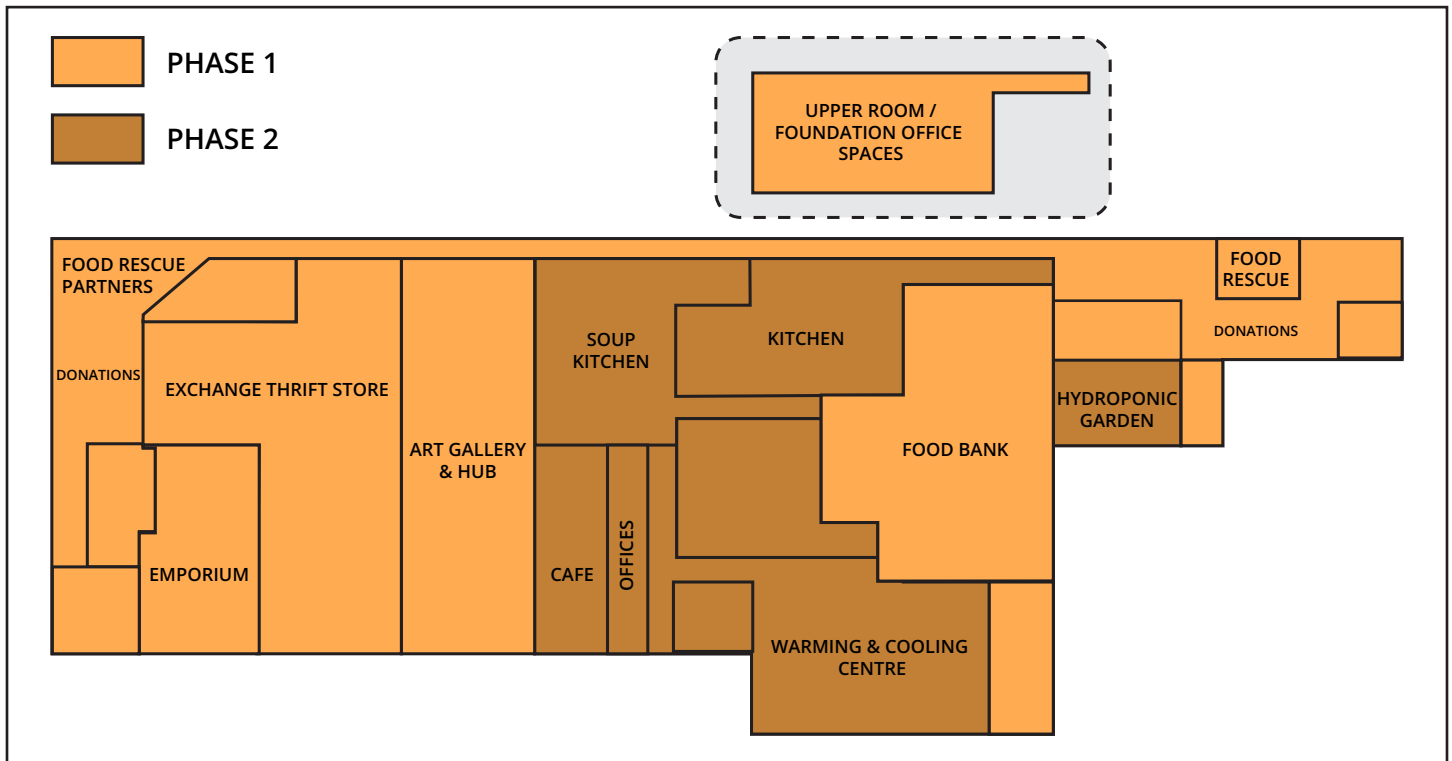 PHASE 1
PHASE 2
UPPER ROOM /
FOUNDATION OFFICE
SPACES
FOOD RESCUE
PARTNERS
DONATIONS
EXCHANGE THRIFT STORE
EMPORIUM
ART GALLERY
& HUB
SOUP
KITCHEN
KITCHEN
CAFE
OFFICES
FOOD BANK
WARMING & COOLING
CENTRE
FOOD
RESCUE
DONATIONS
HYDROPONIC
GARDEN